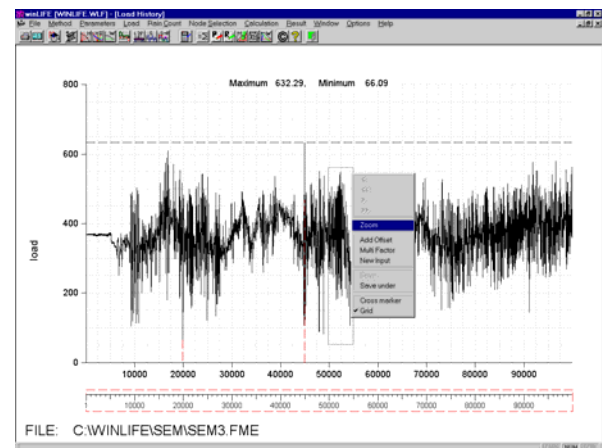 winLIFE [WINLIFE.WLF] - [Load History]
File Method Parameters Load Rain Count Node Selection Calculation Result Window Options Help
Maximum 632.29, Minimum 66.09
800
600
400
200
0
load
Zoom
Add Offset
Multi Factor
New Input
Save under
Cross marker
Grid
10000 20000 30000 40000 50000 60000 70000 80000 90000
10000 20000 30000 40000 50000 60000 70000 80000 90000
FILE: C:\WINLIFE\SEM\SEM3.FME
NUM